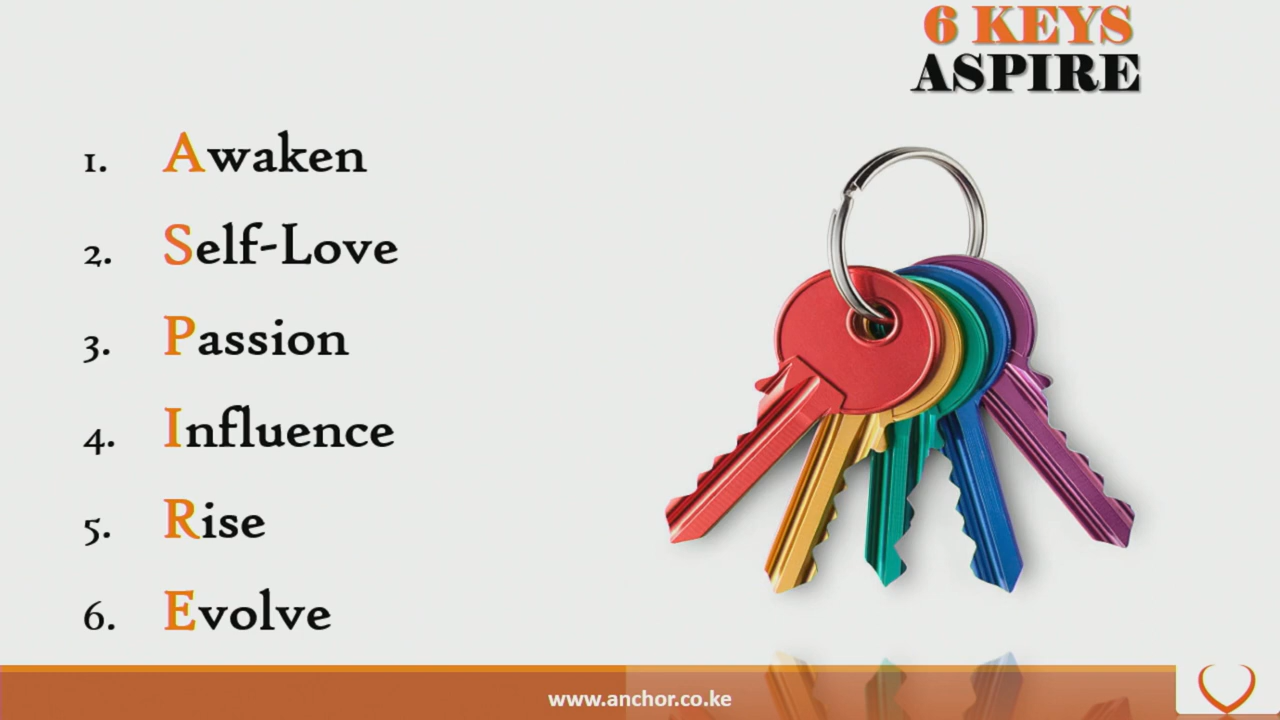 6 KEYS
ASPIRE
1. Awaken
2. Self-Love
3. Passion
4. Influence
5. Rise
6. Evolve
www.anchor.co.ke